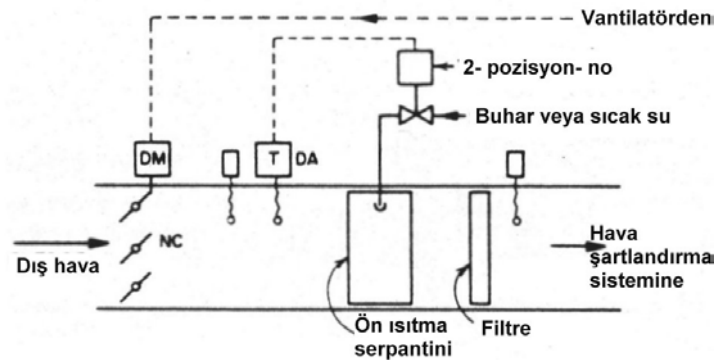 Vantilatörden
2- pozisyon- no
Buhar veya sıcak su
DM
T
DA
NC
Dış hava
Hava
şartlandırma
sistemine
Ön ısıtma
serpantini
Filtre